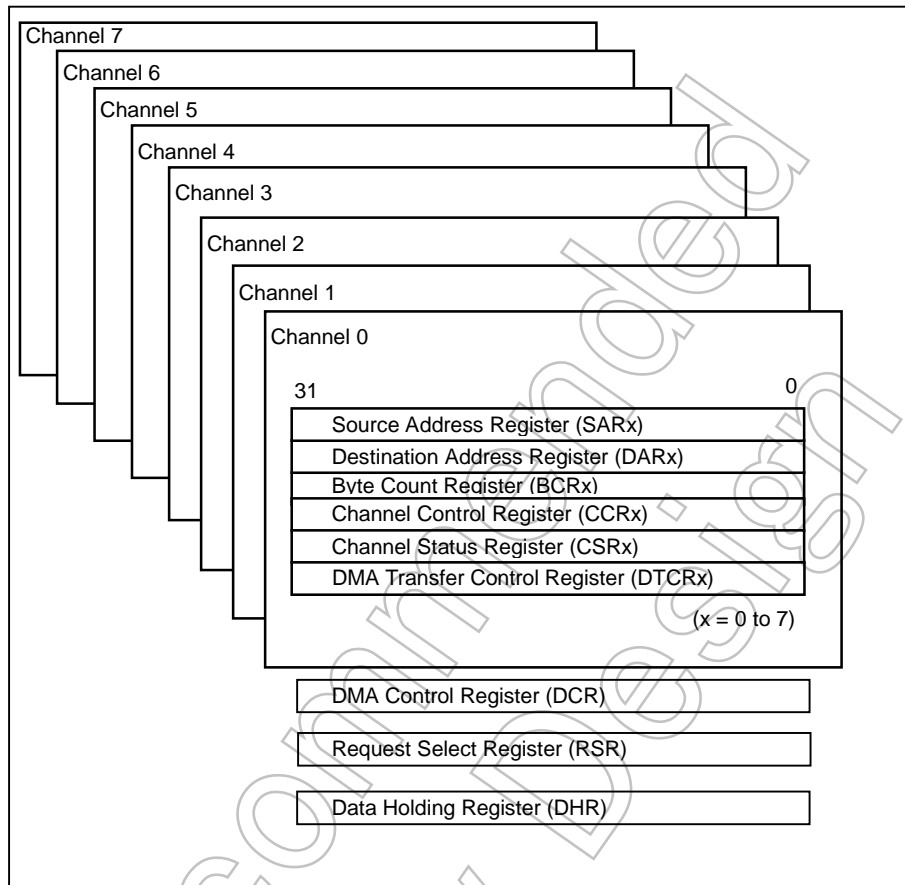 Channel 7
Channel 6
Channel 5
Channel 4
Channel 3
Channel 2
Channel 1
Channel 0
31 0
Source Address Register (SARx)
Destination Address Register (DARx)
Byte Count Register (BCRx)
Channel Control Register (CCRx)
Channel Status Register (CSRx)
DMA Transfer Control Register (DTCRx)
(x = 0 to 7)
DMA Control Register (DCR)
Request Select Register (RSR)
Data Holding Register (DHR)
commended
Design